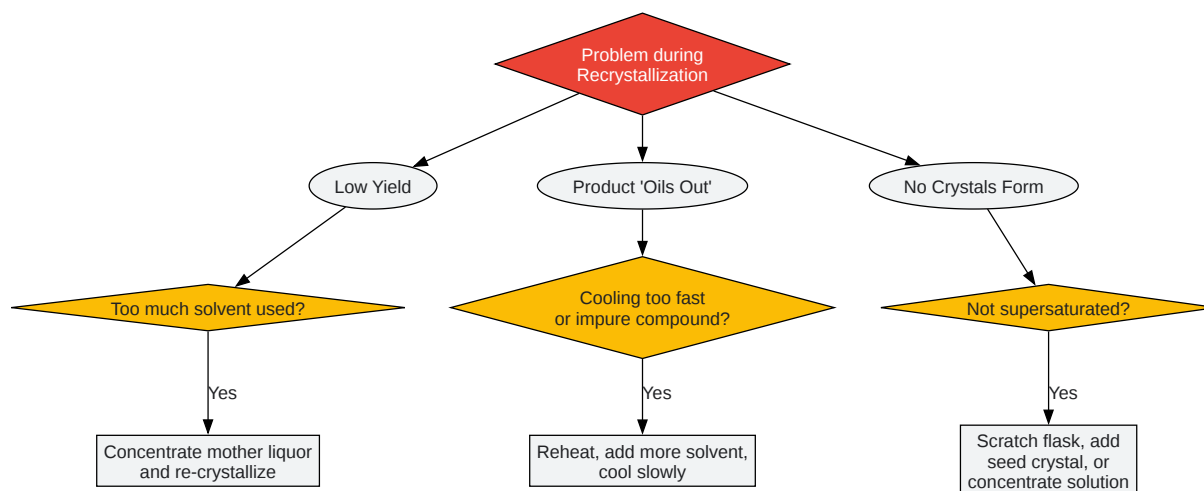 Problem during
Recrystallization
Low Yield
Product 'Oils Out'
No Crystals Form
Too much solvent used?
Cooling too fast
or impure compound?
Not supersaturated?
Yes
Yes
Yes
Concentrate mother liquor
and re-crystallize
Reheat, add more solvent,
cool slowly
Scratch flask, add
seed crystal, or
concentrate solution